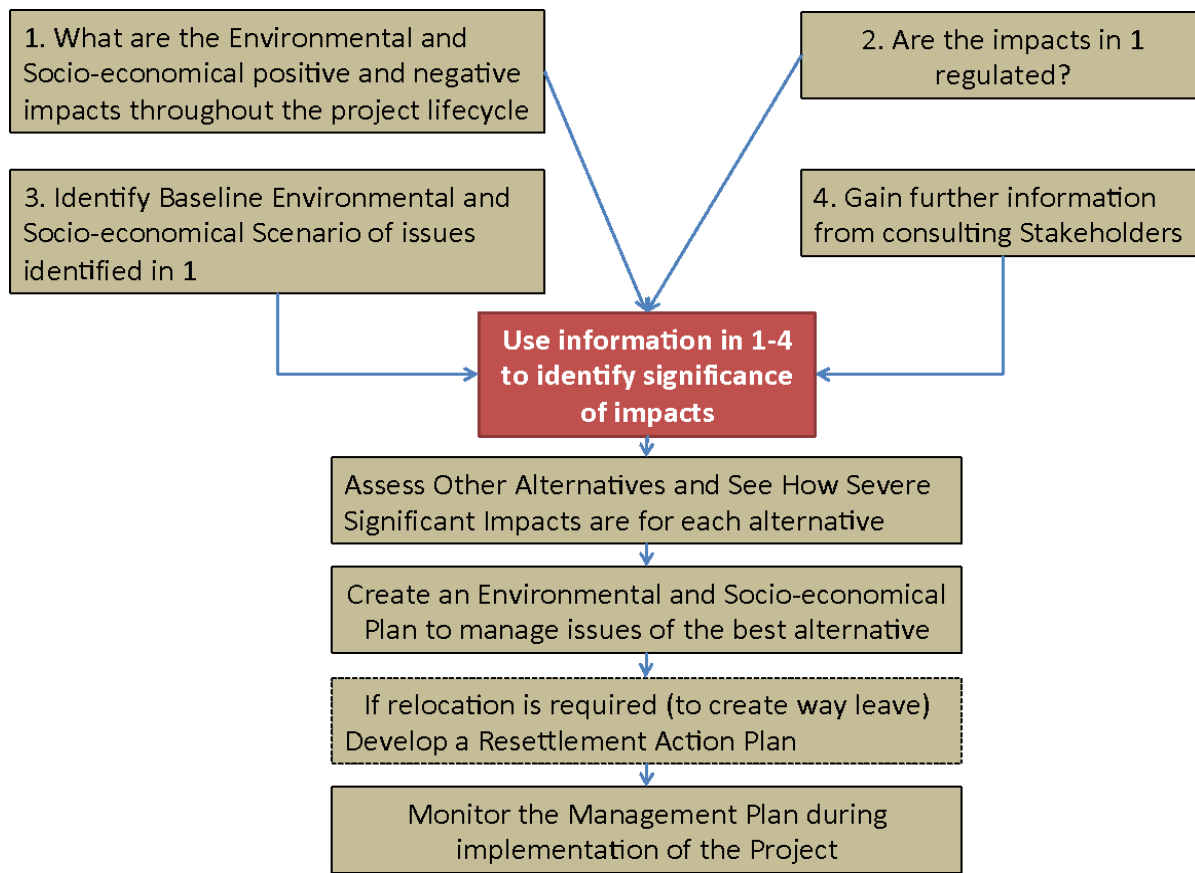 1. What are the Environmental and
Socio-economical positive and negative
impacts throughout the project lifecycle
2. Are the impacts in 1
regulated?
3. Identify Baseline Environmental and
Socio-economical Scenario of issues
identified in 1
4. Gain further information
from consulting Stakeholders
Use information in 1-4
to identify significance
of impacts
Assess Other Alternatives and See How Severe
Significant Impacts are for each alternative
Create an Environmental and Socio-economical
Plan to manage issues of the best alternative
If relocation is required (to create way leave)
Develop a Resettlement Action Plan
Monitor the Management Plan during
implementation of the Project